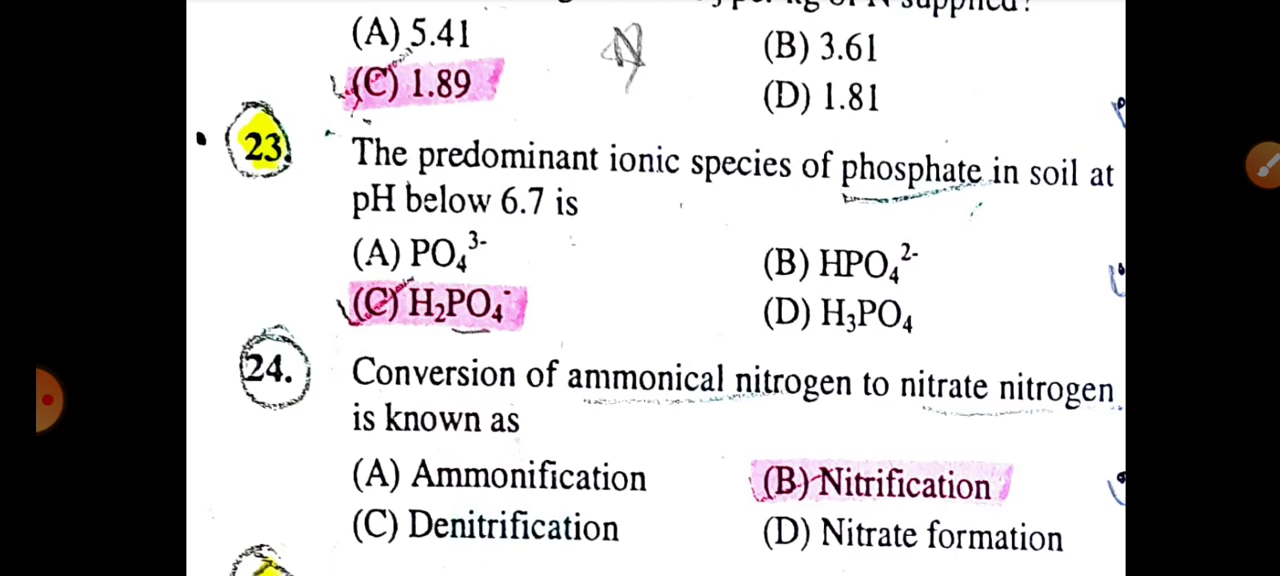 supplied?
(A) 5.41 (B) 3.61
(C) 1.89 (D) 1.81
23. The predominant ionic species of phosphate in soil at
pH below 6.7 is
(A) PO₄³⁻ (B) HPO₄²⁻
(C) H₂PO₄⁻ (D) H₃PO₄
24. Conversion of ammonical nitrogen to nitrate nitrogen
is known as
(A) Ammonification (B) Nitrification
(C) Denitrification (D) Nitrate formation